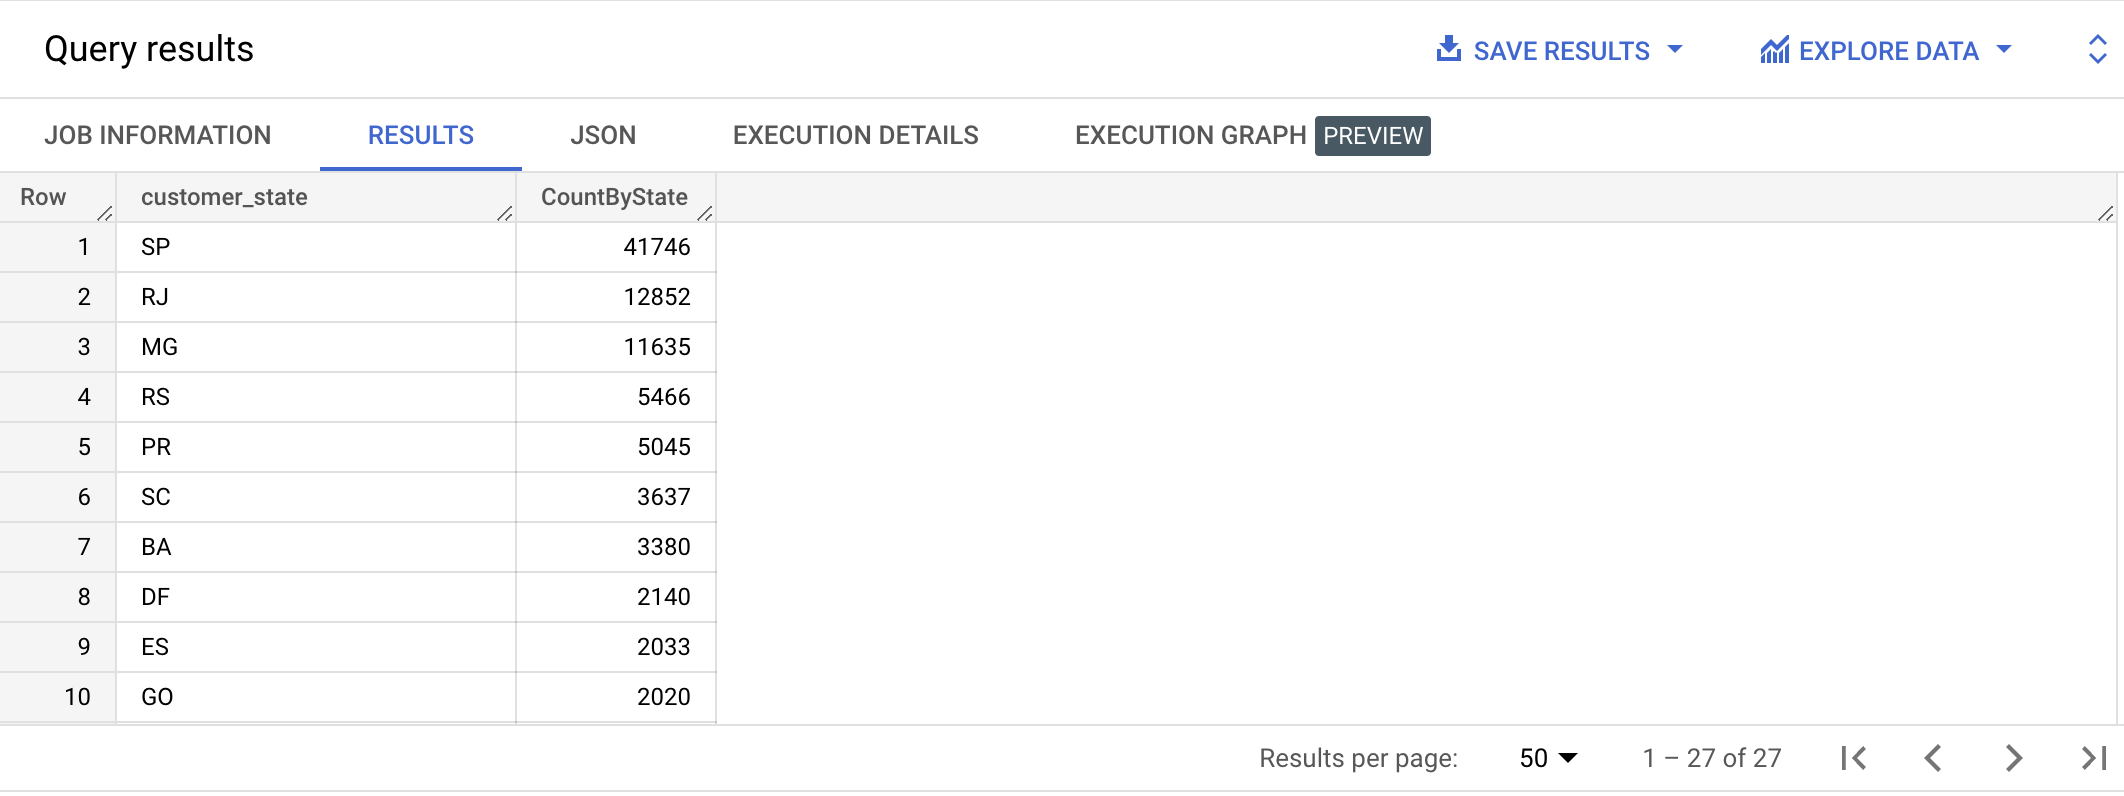 Query results SAVE RESULTS EXPLORE DATA
JOB INFORMATION RESULTS JSON EXECUTION DETAILS EXECUTION GRAPH PREVIEW
Row customer_state CountByState
1 SP 41746
2 RJ 12852
3 MG 11635
4 RS 5466
5 PR 5045
6 SC 3637
7 BA 3380
8 DF 2140
9 ES 2033
10 GO 2020
Results per page: 50 1 – 27 of 27